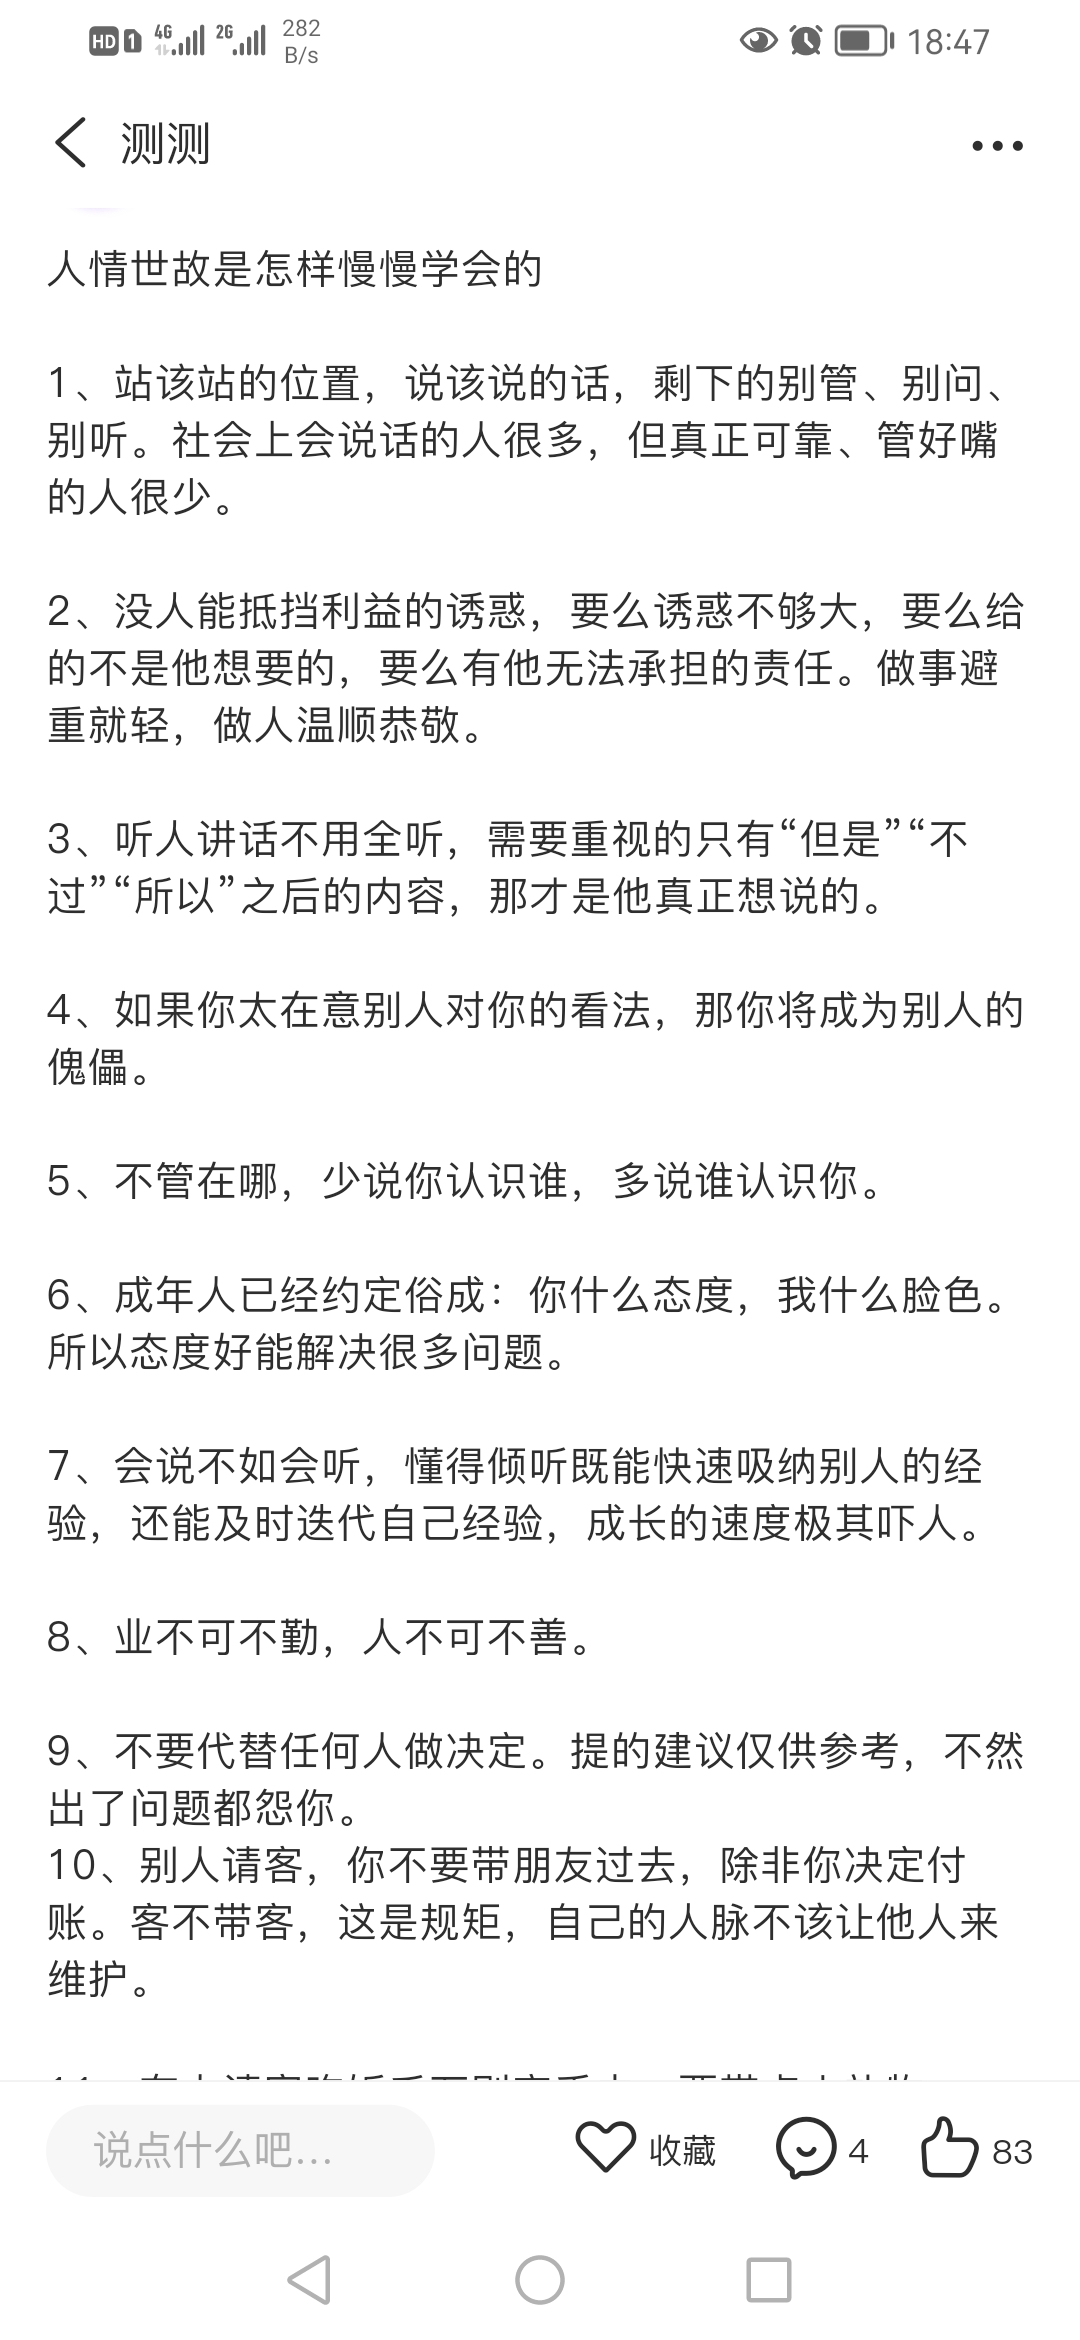 HD 1 4G 2G 282 B/s 18:47
测测
人情世故是怎样慢慢学会的
1、站该站的位置，说该说的话，剩下的别管、别问、
别听。社会上会说话的人很多，但真正可靠、管好嘴
的人很少。
2、没人能抵挡利益的诱惑，要么诱惑不够大，要么给
的不是他想要的，要么有他无法承担的责任。做事避
重就轻，做人温顺恭敬。
3、听人讲话不用全听，需要重视的只有“但是”“不
过”“所以”之后的内容，那才是他真正想说的。
4、如果你太在意别人对你的看法，那你将成为别人的
傀儡。
5、不管在哪，少说你认识谁，多说谁认识你。
6、成年人已经约定俗成：你什么态度，我什么脸色。
所以态度好能解决很多问题。
7、会说不如会听，懂得倾听既能快速吸纳别人的经
验，还能及时迭代自己经验，成长的速度极其吓人。
8、业不可不勤，人不可不善。
9、不要代替任何人做决定。提的建议仅供参考，不然
出了问题都怨你。
10、别人请客，你不要带朋友过去，除非你决定付
账。客不带客，这是规矩，自己的人脉不该让他人来
维护。
说点什么吧... 收藏 4 83